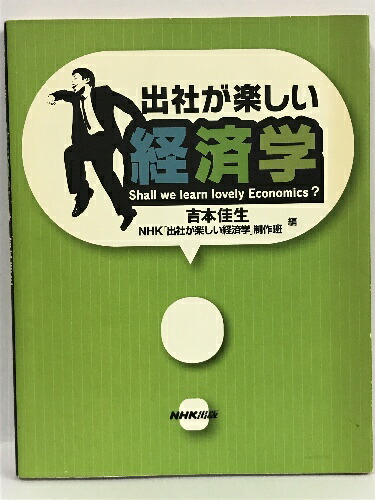 出社が楽しい
経済学
Shall we learn lovely Economics?
吉本佳生
NHK「出社が楽しい経済学」制作班 編
NHK出版